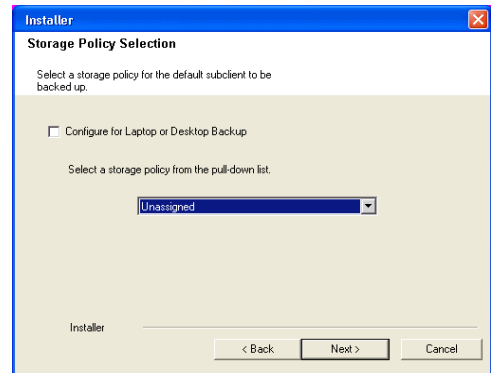 Installer
Storage Policy Selection
Select a storage policy for the default subclient to be
backed up.
Configure for Laptop or Desktop Backup
Select a storage policy from the pull-down list.
Unassigned
Installer
< Back
Next >
Cancel